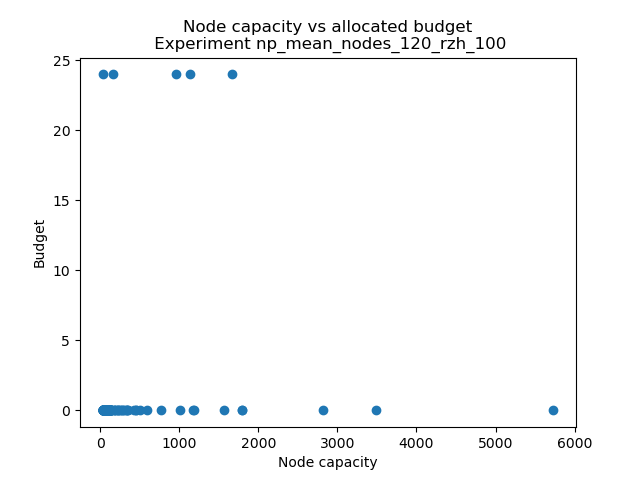 Node capacity vs allocated budget
Experiment np_mean_nodes_120_rzh_100
25
20
15
10
5
0
Budget
0 1000 2000 3000 4000 5000 6000
Node capacity